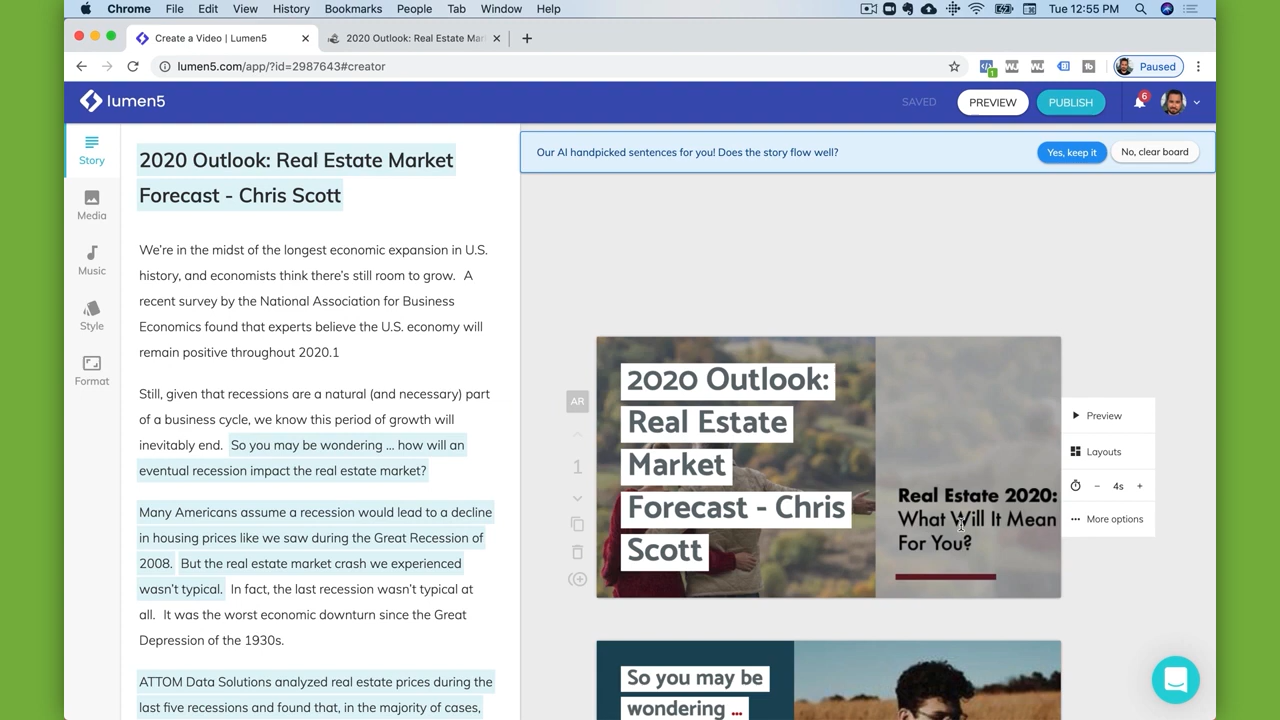 Chrome File Edit View History Bookmarks People Tab Window Help Tue 12:55 PM
Create a Video | Lumen5 2020 Outlook: Real Estate Mar
lumen5.com/app/?id=2987643#creator Paused
lumen5 SAVED PREVIEW PUBLISH 6
Story
Media
Music
Style
Format
2020 Outlook: Real Estate Market
Forecast - Chris Scott
We're in the midst of the longest economic expansion in U.S.
history, and economists think there's still room to grow. A
recent survey by the National Association for Business
Economics found that experts believe the U.S. economy will
remain positive throughout 2020.1
Still, given that recessions are a natural (and necessary) part
of a business cycle, we know this period of growth will
inevitably end. So you may be wondering ... how will an
eventual recession impact the real estate market?
Many Americans assume a recession would lead to a decline
in housing prices like we saw during the Great Recession of
2008. But the real estate market crash we experienced
wasn't typical. In fact, the last recession wasn't typical at
all. It was the worst economic downturn since the Great
Depression of the 1930s.
ATTOM Data Solutions analyzed real estate prices during the
last five recessions and found that, in the majority of cases,
Our AI handpicked sentences for you! Does the story flow well? Yes, keep it No, clear board
AR
1
2020 Outlook:
Real Estate
Market
Forecast - Chris
Scott
Real Estate 2020:
What Will It Mean
For You?
Preview
Layouts
− 4s +
More options
So you may be
wondering ...